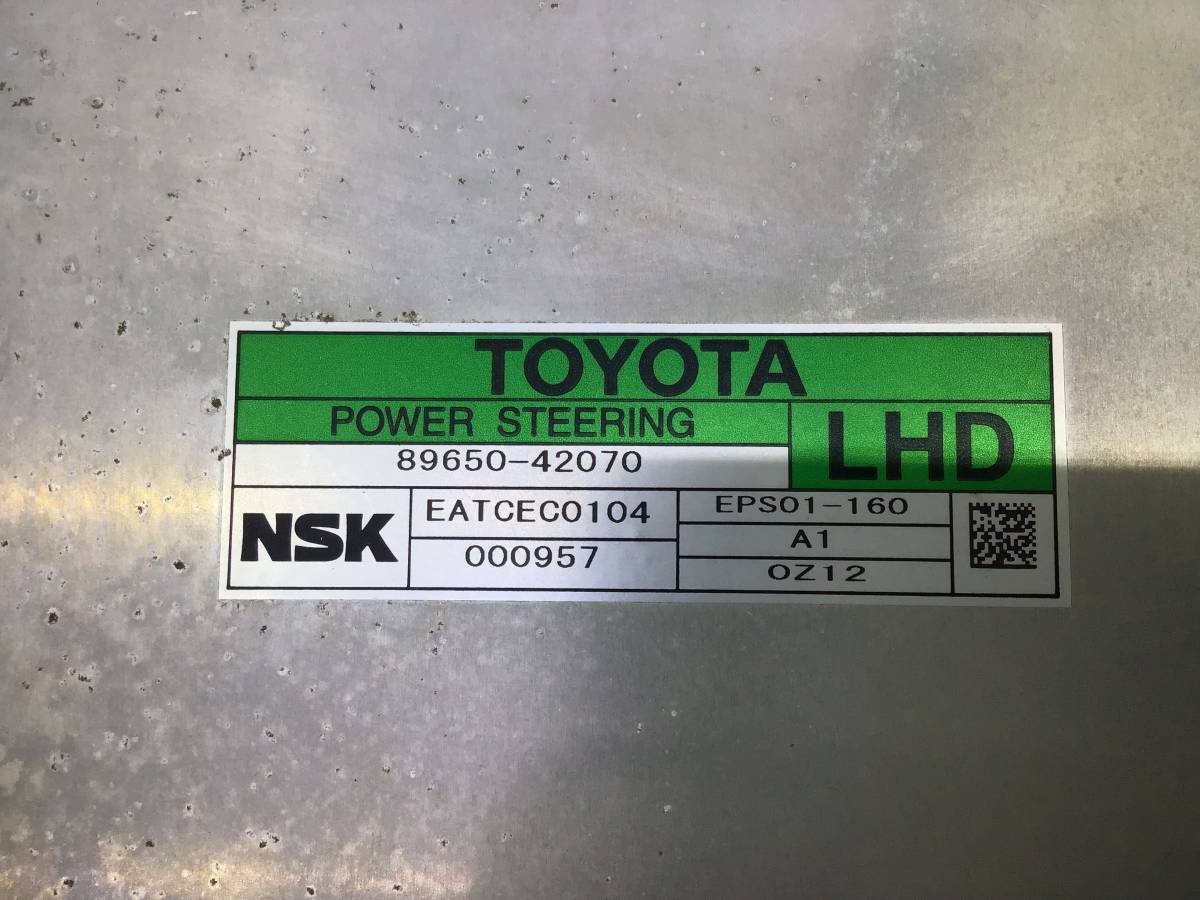 TOYOTA
POWER STEERING
LHD
89650-42070
NSK
EATCEC0104
EPS01-160
000957
A1
0Z12